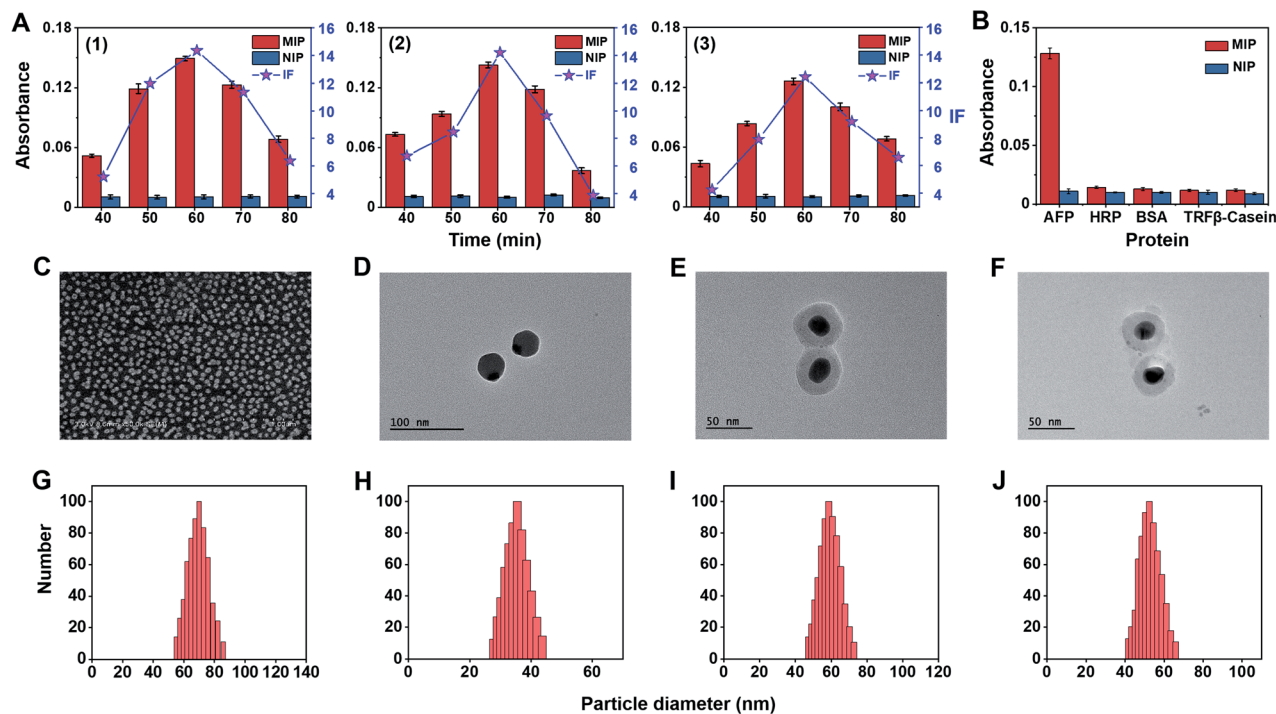 A
(1)
MIP
NIP
IF
0.18
0.12
0.06
0
Absorbance
16
14
12
10
8
6
4
40 50 60 70 80
(2)
MIP
NIP
IF
0.18
0.12
0.06
0
16
14
12
10
8
6
4
40 50 60 70 80
Time (min)
(3)
MIP
NIP
IF
0.18
0.12
0.06
0
16
14
12
10
8
6
4
IF
40 50 60 70 80
B
MIP
NIP
0.15
0.1
0.05
0
Absorbance
AFP HRP BSA TRF β-Casein
Protein
C
D
100 nm
E
50 nm
F
50 nm
G
100
80
60
40
20
0
Number
0 20 40 60 80 100 120 140
H
100
80
60
40
20
0
0 20 40 60
I
100
80
60
40
20
0
0 20 40 60 80 100 120
J
100
80
60
40
20
0
0 20 40 60 80 100
Particle diameter (nm)